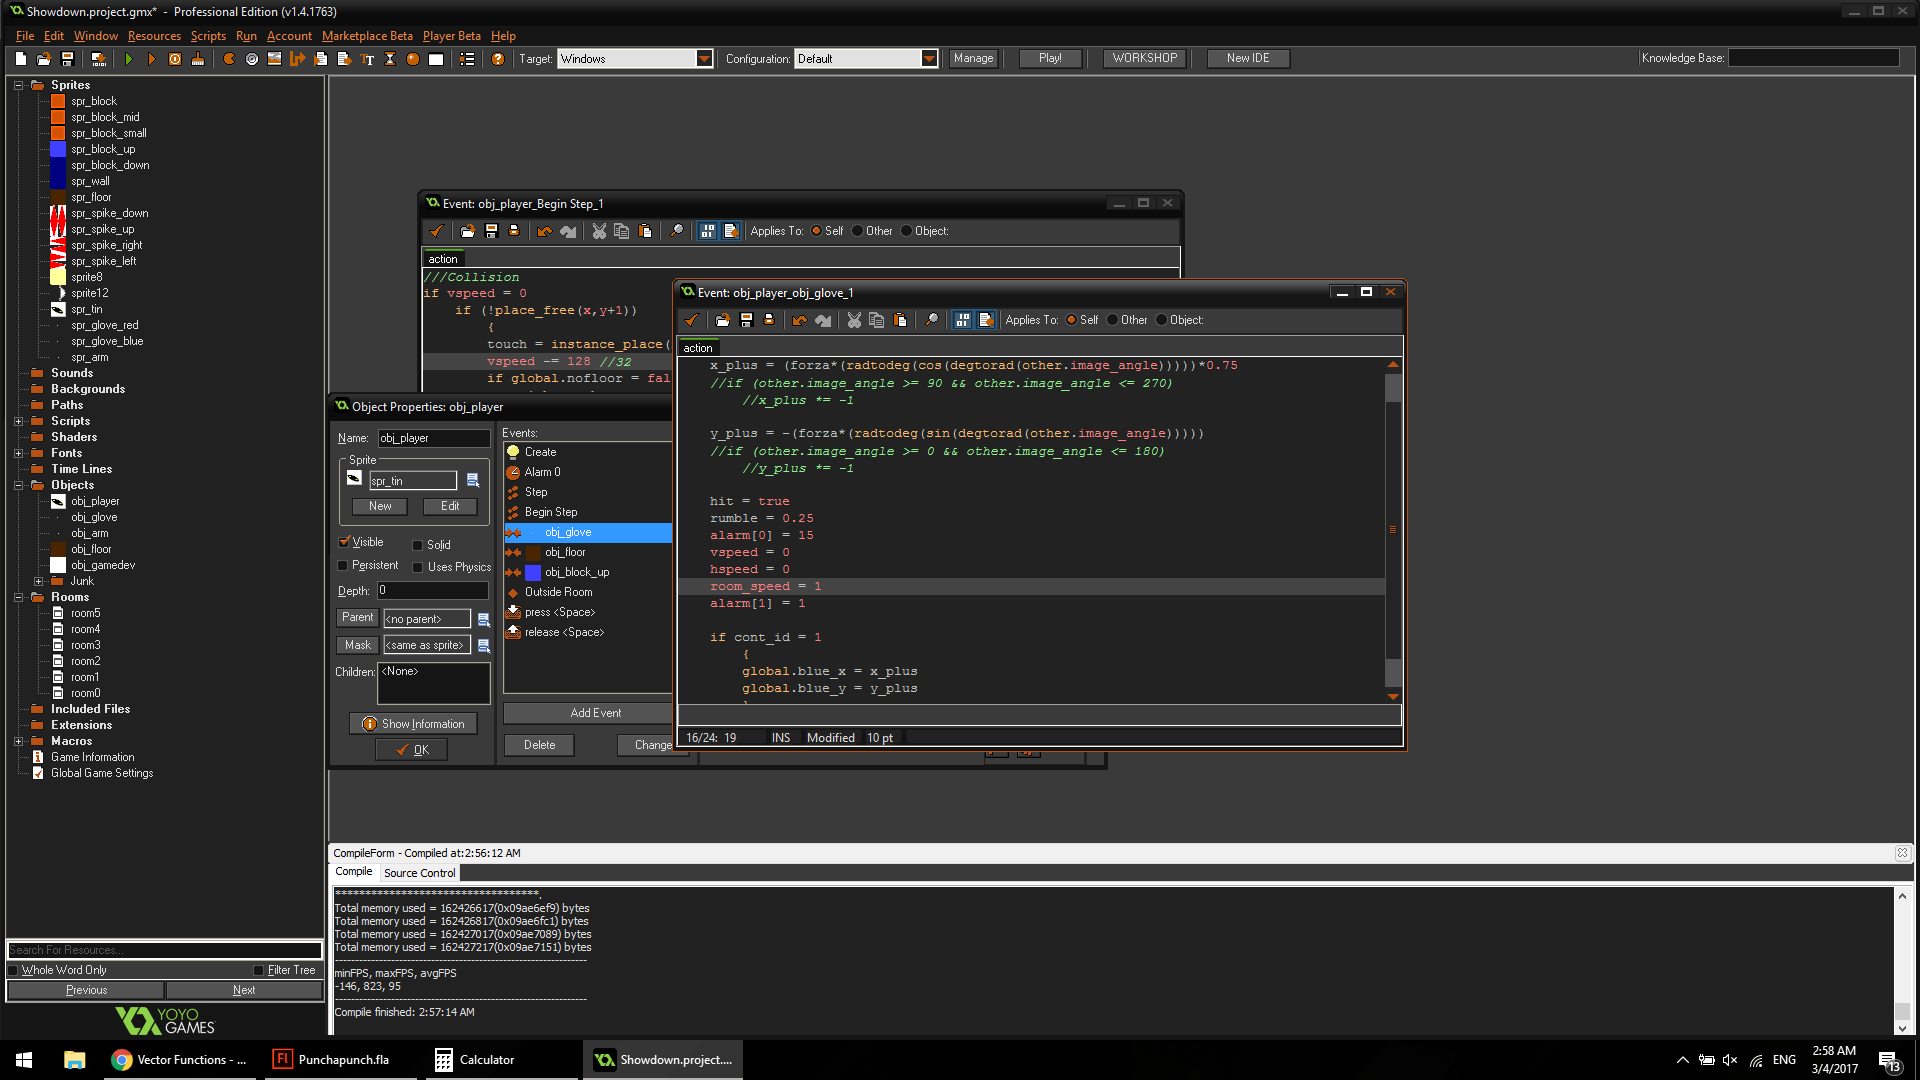 Showdown.project.gmx* - Professional Edition (v1.4.1763)
File Edit Window Resources Scripts Run Account Marketplace Beta Player Beta Help
Target: Windows Configuration: Default Manage Play! WORKSHOP New IDE Knowledge Base:
Sprites
spr_block
spr_block_mid
spr_block_small
spr_block_up
spr_block_down
spr_wall
spr_floor
spr_spike_down
spr_spike_up
spr_spike_right
spr_spike_left
sprite8
sprite12
spr_tin
spr_glove_red
spr_glove_blue
spr_arm
Sounds
Backgrounds
Paths
Scripts
Shaders
Fonts
Time Lines
Objects
obj_player
obj_glove
obj_arm
obj_floor
obj_gamedev
Junk
Rooms
room5
room4
room3
room2
room1
room0
Included Files
Extensions
Macros
Game Information
Global Game Settings
Search For Resources...
Whole Word Only Filter Tree
Previous Next
YOYO GAMES
Event: obj_player_Begin Step_1
Applies To: Self Other Object:
action
///Collision
if vspeed = 0
if (!place_free(x,y+1))
{
touch = instance_place(
vspeed -= 128 //32
if global.nofloor = fal
Object Properties: obj_player
Name: obj_player
Sprite
spr_tin
New Edit
Visible Solid
Persistent Uses Physics
Depth: 0
Parent <no parent>
Mask <same as sprite>
Children: <None>
Show Information
OK
Events:
Create
Alarm 0
Step
Begin Step
obj_glove
obj_floor
obj_block_up
Outside Room
press <Space>
release <Space>
Add Event
Delete Change
Event: obj_player_obj_glove_1
Applies To: Self Other Object:
action
x_plus = (forza*(radtodeg(cos(degtorad(other.image_angle)))))*0.75
//if (other.image_angle >= 90 && other.image_angle <= 270)
//x_plus *= -1
y_plus = -(forza*(radtodeg(sin(degtorad(other.image_angle)))))
//if (other.image_angle >= 0 && other.image_angle <= 180)
//y_plus *= -1
hit = true
rumble = 0.25
alarm[0] = 15
vspeed = 0
hspeed = 0
room_speed = 1
alarm[1] = 1
if cont_id = 1
{
global.blue_x = x_plus
global.blue_y = y_plus
16/24: 19 INS Modified 10 pt
CompileForm - Compiled at:2:56:12 AM
Compile Source Control
Total memory used = 162426617(0x09ae6ef9) bytes
Total memory used = 162426817(0x09ae6fc1) bytes
Total memory used = 162427017(0x09ae7089) bytes
Total memory used = 162427217(0x09ae7151) bytes
minFPS, maxFPS, avgFPS
-146, 823, 95
Compile finished: 2:57:14 AM
Vector Functions - ... Punchapunch.fla Calculator Showdown.project....
ENG 2:58 AM
3/4/2017 13